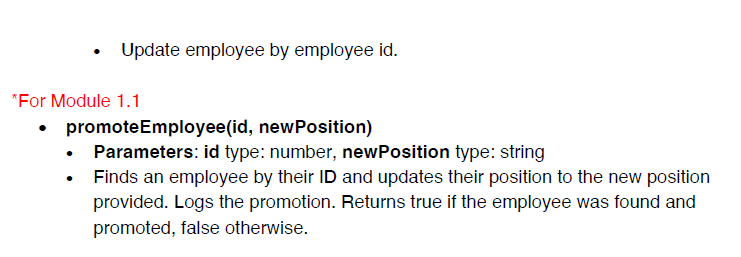 • Update employee by employee id.
*For Module 1.1
• promoteEmployee(id, newPosition)
• Parameters: id type: number, newPosition type: string
• Finds an employee by their ID and updates their position to the new position
provided. Logs the promotion. Returns true if the employee was found and
promoted, false otherwise.